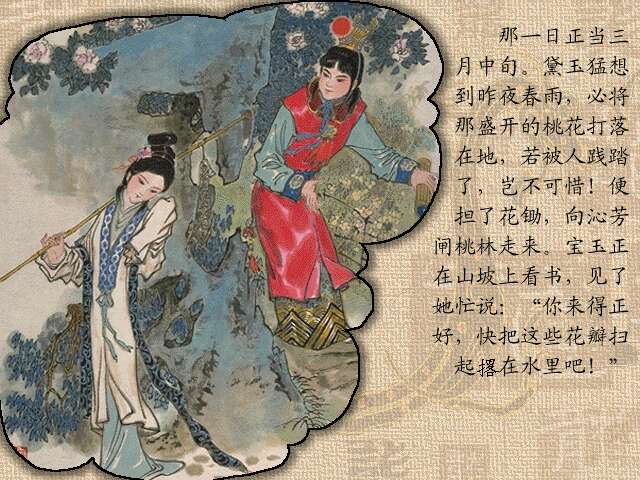 那一日正当三
月中旬。黛玉猛想
到昨夜春雨，必将
那盛开的桃花打落
在地，若被人践踏
了，岂不可惜！便
担了花锄，向沁芳
闸桃林走来。宝玉正
在山坡上看书，见了
她忙说：“你来得正
好，快把这些花瓣扫
起撂在水里吧！”